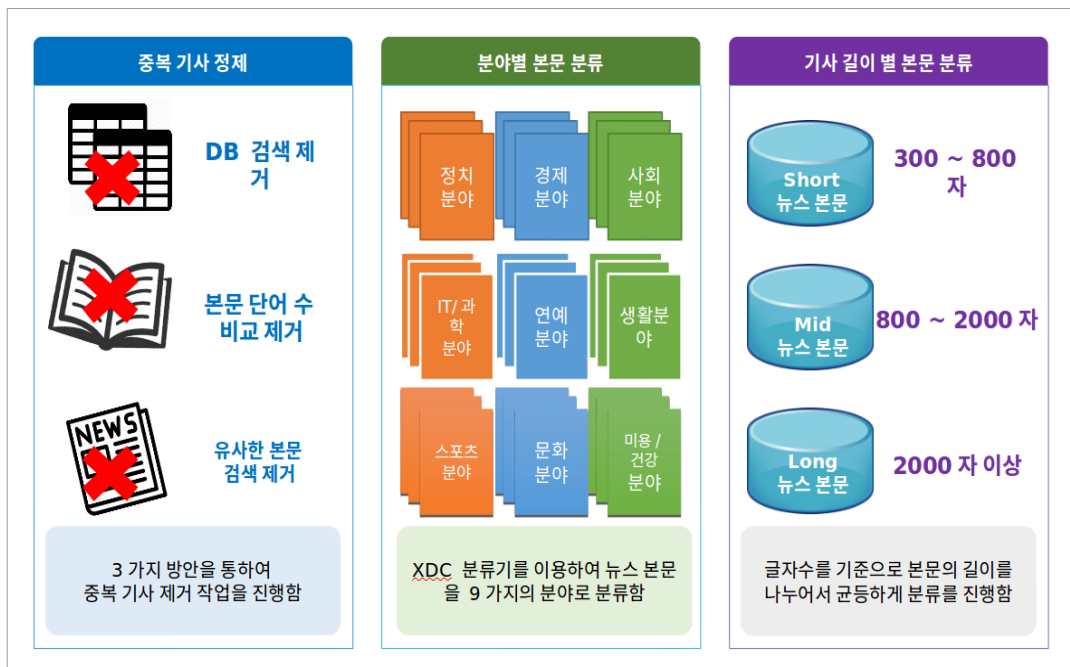 중복 기사 정제
DB 검색 제
거
본문 단어 수
비교 제거
NEWS
유사한 본문
검색 제거
3 가지 방안을 통하여
중복 기사 제거 작업을 진행함
분야별 본문 분류
정치
분야
경제
분야
사회
분야
IT/ 과
학
분야
연예
분야
생활분
야
스포츠
분야
문화
분야
미용 /
건강
분야
XDC 분류기를 이용하여 뉴스 본문
을 9 가지의 분야로 분류함
기사 길이 별 본문 분류
Short
뉴스 본문
300 ~ 800
자
Mid
뉴스 본문
800 ~ 2000 자
Long
뉴스 본문
2000 자 이상
글자수를 기준으로 본문의 길이를
나누어서 균등하게 분류를 진행함